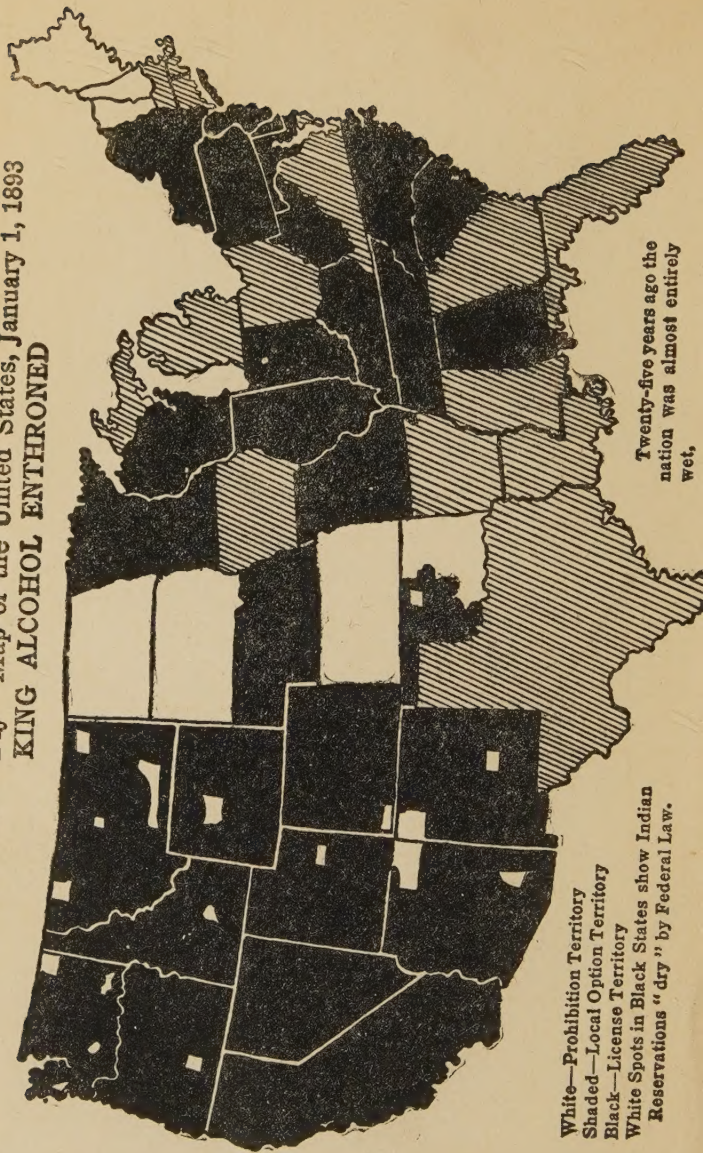 Map of the United States, January 1, 1893
KING ALCOHOL ENTHRONED
Twenty-five years ago the
nation was almost entirely
wet,
White—Prohibition Territory
Shaded—Local Option Territory
Black—License Territory
White Spots in Black States show Indian
Reservations "dry" by Federal Law.